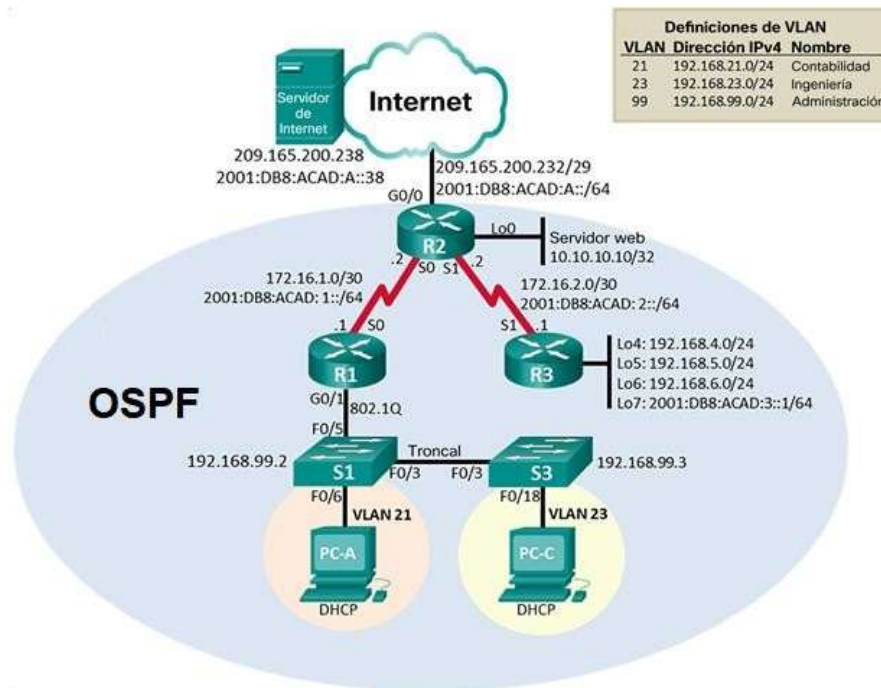 Definiciones de VLAN
VLAN Dirección IPv4 Nombre
21 192.168.21.0/24 Contabilidad
23 192.168.23.0/24 Ingeniería
99 192.168.99.0/24 Administración
Servidor
de
Internet
Internet
209.165.200.238
2001:DB8:ACAD:A::38
209.165.200.232/29
2001:DB8:ACAD:A::/64
G0/0
R2
Lo0
Servidor web
10.10.10.10/32
.2 S0 S1 .2
172.16.1.0/30
2001:DB8:ACAD: 1::/64
172.16.2.0/30
2001:DB8:ACAD: 2::/64
.1 S0
S1 .1
R1
R3
Lo4: 192.168.4.0/24
Lo5: 192.168.5.0/24
Lo6: 192.168.6.0/24
Lo7: 2001:DB8:ACAD:3::1/64
OSPF
G0/1
802.1Q
F0/5
192.168.99.2
S1
Troncal
F0/3 F0/3
S3
192.168.99.3
F0/6
VLAN 21
F0/18
VLAN 23
PC-A
PC-C
DHCP
DHCP